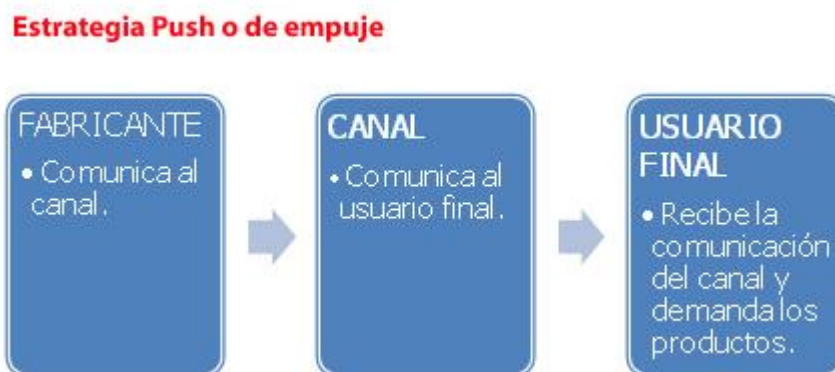 Estrategia Push o de empuje
FABRICANTE
• Comunica al
canal.
CANAL
• Comunica al
usuario final.
USUARIO
FINAL
• Recibe la
comunicación
del canal y
demanda los
productos.